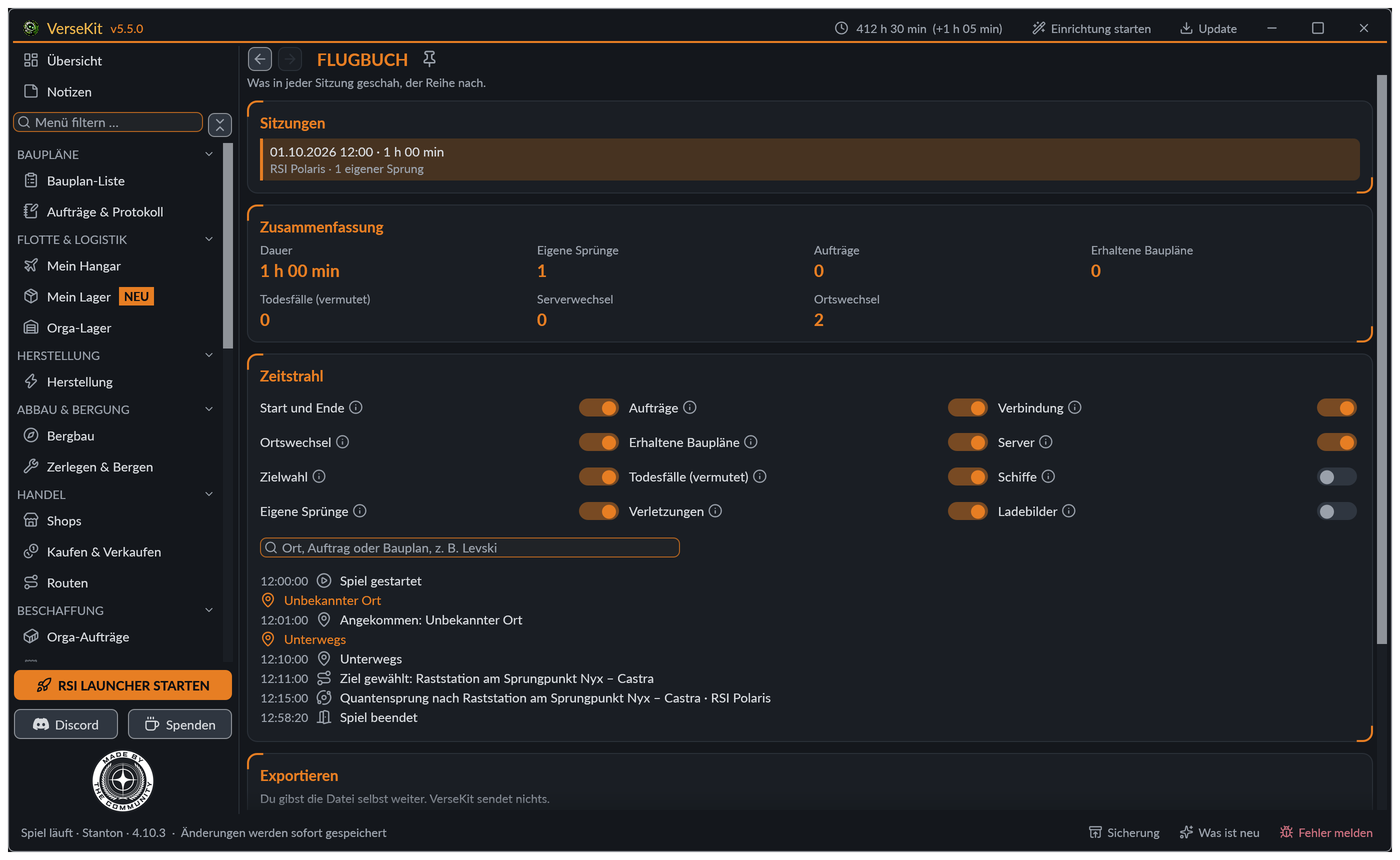 VerseKit v5.5.0
412 h 30 min (+1 h 05 min)
Einrichtung starten
Update
Übersicht
Notizen
Menü filtern ...
BAUPLÄNE
Bauplan-Liste
Aufträge & Protokoll
FLOTTE & LOGISTIK
Mein Hangar
Mein Lager NEU
Orga-Lager
HERSTELLUNG
Herstellung
ABBAU & BERGUNG
Bergbau
Zerlegen & Bergen
HANDEL
Shops
Kaufen & Verkaufen
Routen
BESCHAFFUNG
Orga-Aufträge
RSI LAUNCHER STARTEN
Discord
Spenden
MADE BY
THE COMMUNITY
FLUGBUCH
Was in jeder Sitzung geschah, der Reihe nach.
Sitzungen
01.10.2026 12:00 · 1 h 00 min
RSI Polaris · 1 eigener Sprung
Zusammenfassung
Dauer
1 h 00 min
Eigene Sprünge
1
Aufträge
0
Erhaltene Baupläne
0
Todesfälle (vermutet)
0
Serverwechsel
0
Ortswechsel
2
Zeitstrahl
Start und Ende
Aufträge
Verbindung
Ortswechsel
Erhaltene Baupläne
Server
Zielwahl
Todesfälle (vermutet)
Schiffe
Eigene Sprünge
Verletzungen
Ladebilder
Ort, Auftrag oder Bauplan, z. B. Levski
12:00:00 Spiel gestartet
Unbekannter Ort
12:01:00 Angekommen: Unbekannter Ort
Unterwegs
12:10:00 Unterwegs
12:11:00 Ziel gewählt: Raststation am Sprungpunkt Nyx – Castra
12:15:00 Quantensprung nach Raststation am Sprungpunkt Nyx – Castra · RSI Polaris
12:58:20 Spiel beendet
Exportieren
Du gibst die Datei selbst weiter. VerseKit sendet nichts.
Spiel läuft · Stanton · 4.10.3 · Änderungen werden sofort gespeichert
Sicherung
Was ist neu
Fehler melden